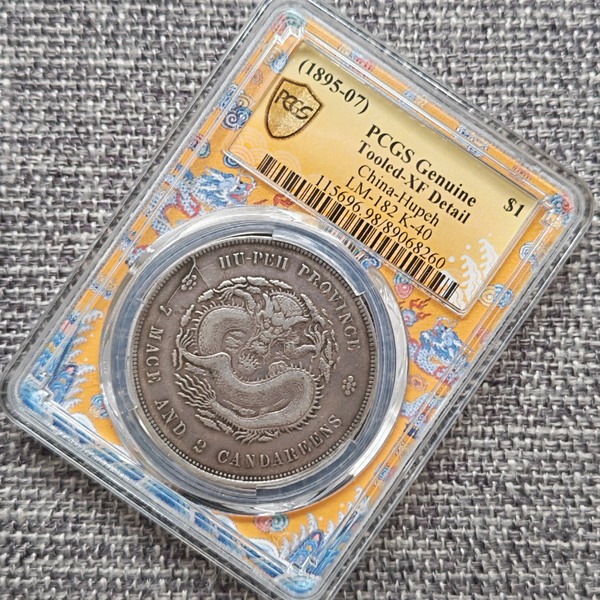 (1895-07)
PCGS Genuine
Tooled-XF Detail
China-Hupeh $1
LM-182 K-40
115696.98/89068260
PCGS
HU-PEH PROVINCE
7 MACE AND 2 CANDAREENS